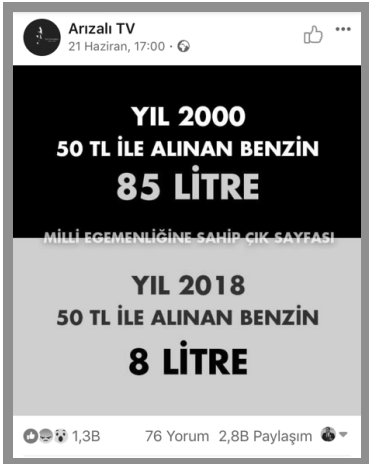 Arızalı TV
21 Haziran, 17:00 ·
YIL 2000
50 TL İLE ALINAN BENZİN
85 LİTRE
MİLLİ EGEMENLİĞİNE SAHİP ÇIK SAYFASI
YIL 2018
50 TL İLE ALINAN BENZİN
8 LİTRE
1,3B 76 Yorum 2,8B Paylaşım